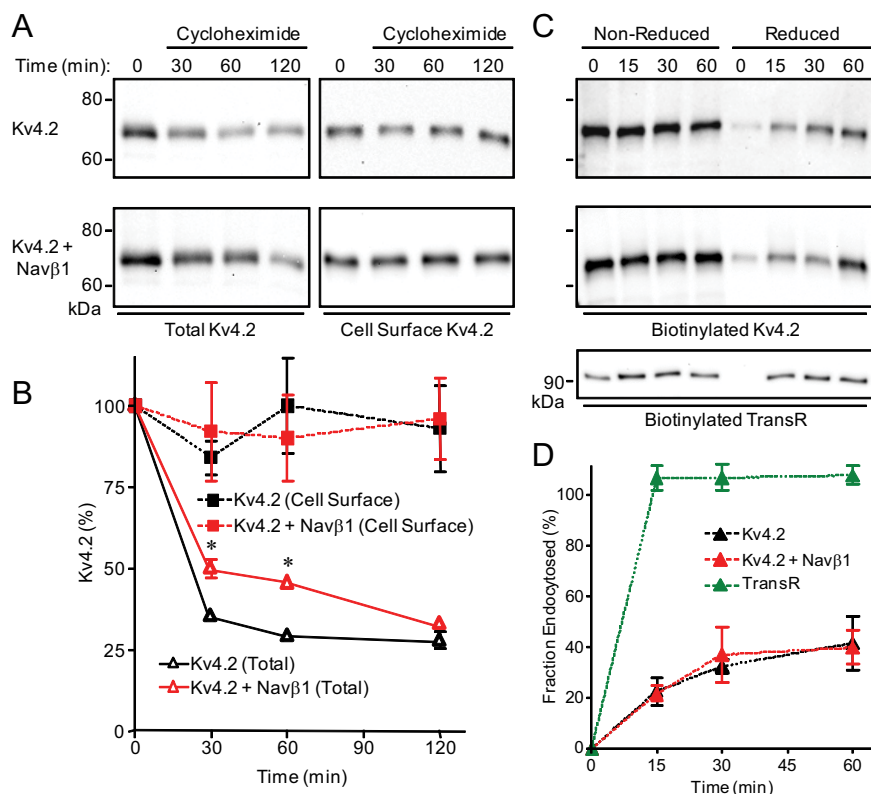 A
Cycloheximide
Cycloheximide
Time (min):
0 30 60 120
0 30 60 120
80
Kv4.2
60
80
Kv4.2 +
Navβ1
60
kDa
Total Kv4.2
Cell Surface Kv4.2
C
Non-Reduced
Reduced
0 15 30 60
0 15 30 60
Biotinylated Kv4.2
90
kDa
Biotinylated TransR
B
Kv4.2 (%)
100
75
50
25
0
Kv4.2 (Cell Surface)
Kv4.2 + Navβ1 (Cell Surface)
*
*
Kv4.2 (Total)
Kv4.2 + Navβ1 (Total)
0 30 60 90 120
Time (min)
D
Fraction Endocytosed (%)
100
80
60
40
20
0
Kv4.2
Kv4.2 + Navβ1
TransR
0 15 30 45 60
Time (min)